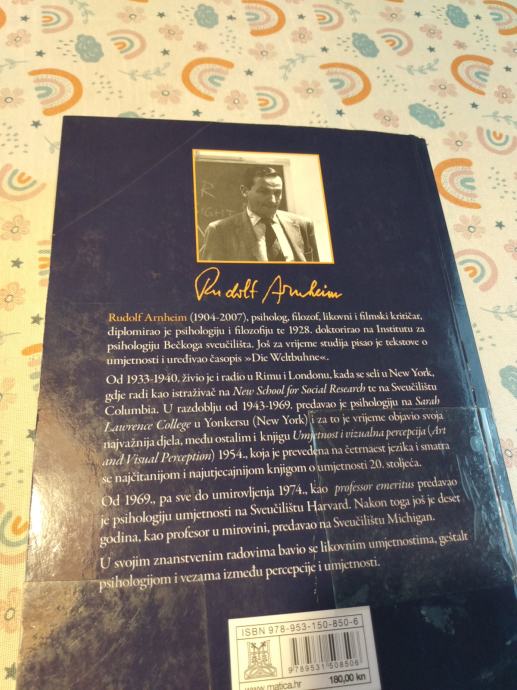 Rudolf Arnheim
Rudolf Arnheim (1904-2007), psiholog, filozof, likovni i filmski kritičar,
diplomirao je psihologiju i filozofiju te 1928. doktorirao na Institutu za
psihologiju Bečkoga sveučilišta. Još za vrijeme studija pisao je tekstove o
umjetnosti i uređivao časopis »Die Weltbuhne«.
Od 1933-1940. živio je i radio u Rimu i Londonu, kada se seli u New York,
gdje radi kao istraživač na New School for Social Research te na Sveučilištu
Columbia. U razdoblju od 1943-1969. predavao je psihologiju na Sarah
Lawrence College u Yonkersu (New York) i za to je vrijeme objavio svoja
najvažnija djela, među ostalim i knjigu Umjetnost i vizualna percepcija (Art
and Visual Perception) 1954., koja je prevedena na četrnaest jezika i smatra
se najčitanijom i najutjecajnijom knjigom o umjetnosti 20. stoljeća.
Od 1969., pa sve do umirovljenja 1974., kao professor emeritus predavao
je psihologiju umjetnosti na Sveučilištu Harvard. Nakon toga još je deset
godina, kao profesor u mirovini, predavao na Sveučilištu Michigan.
U svojim znanstvenim radovima bavio se likovnim umjetnostima, geštalt
psihologijom i vezama između percepcije i umjetnosti.
ISBN 978-953-150-850-6
9789531508506
www.matica.hr
180,00 kn